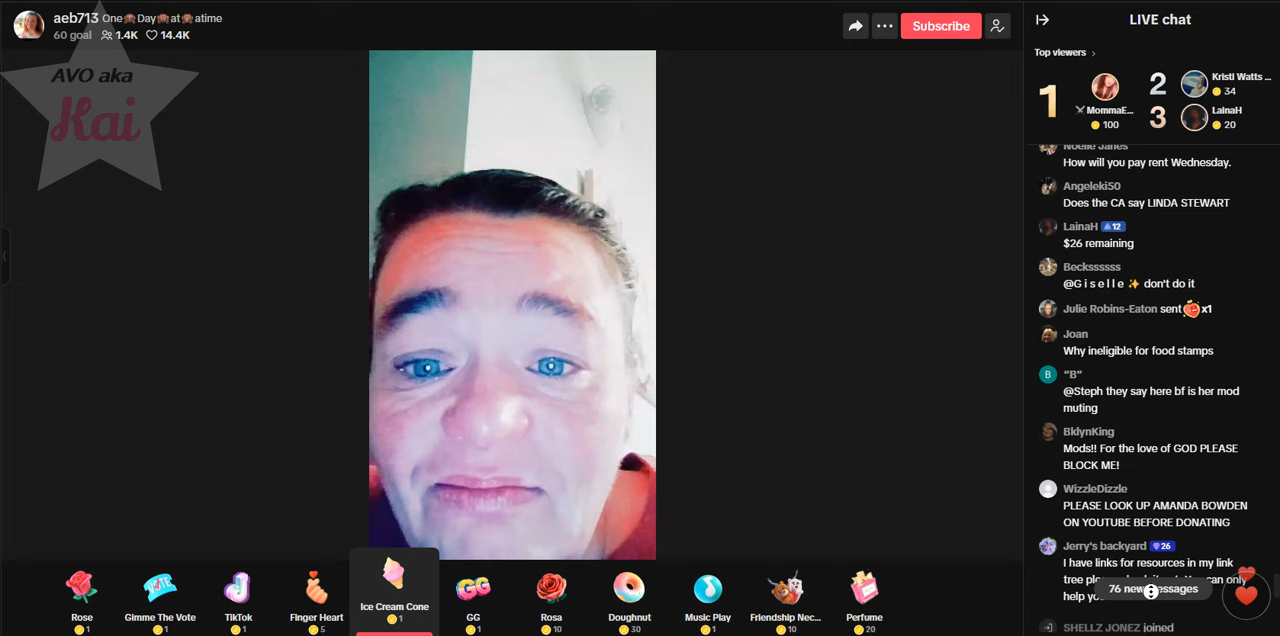 aeb713 One🙈Day🙈at🙈atime
60 goal 1.4K 14.4K
Subscribe
AVO aka
Kai
LIVE chat
Top viewers
1
MommaE...
100
2
Kristi Watts ...
34
3
LainaH
20
Noelle Janes
How will you pay rent Wednesday.
Angeleki50
Does the CA say LINDA STEWART
LainaH 12
$26 remaining
Becksssss
@G i s e l l e ✨ don't do it
Julie Robins-Eaton sent x1
Joan
Why ineligible for food stamps
B
"B"
@Steph they say here bf is her mod
muting
BklynKing
Mods!! For the love of GOD PLEASE
BLOCK ME!
WizzleDizzle
PLEASE LOOK UP AMANDA BOWDEN
ON YOUTUBE BEFORE DONATING
Jerry's backyard 26
I have links for resources in my link
tree only
help
76 new messages
SHELLZ JONEZ joined
VOTE
GG
Rose
1
Gimme The Vote
1
TikTok
1
Finger Heart
5
Ice Cream Cone
1
GG
1
Rosa
10
Doughnut
30
Music Play
1
Friendship Nec...
10
Perfume
20